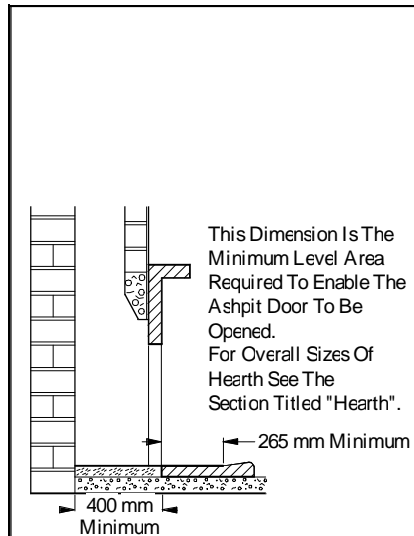 This Dimension Is The
Minimum Level Area
Required To Enable The
Ashpit Door To Be
Opened.
For Overall Sizes Of
Hearth See The
Section Titled "Hearth".
265 mm Minimum
400 mm
Minimum